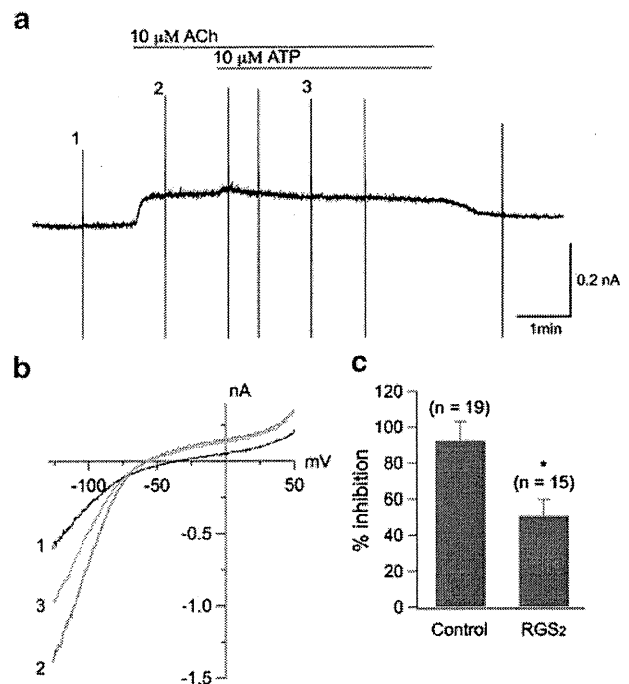 a
10 µM ACh
10 µM ATP
1
2
3
0.2 nA
1min
b
nA
mV
-100
-50
50
-0.5
-1.0
-1.5
1
3
2
c
% inhibition
120
100
80
60
40
20
0
(n = 19)
*
(n = 15)
Control
RGS2